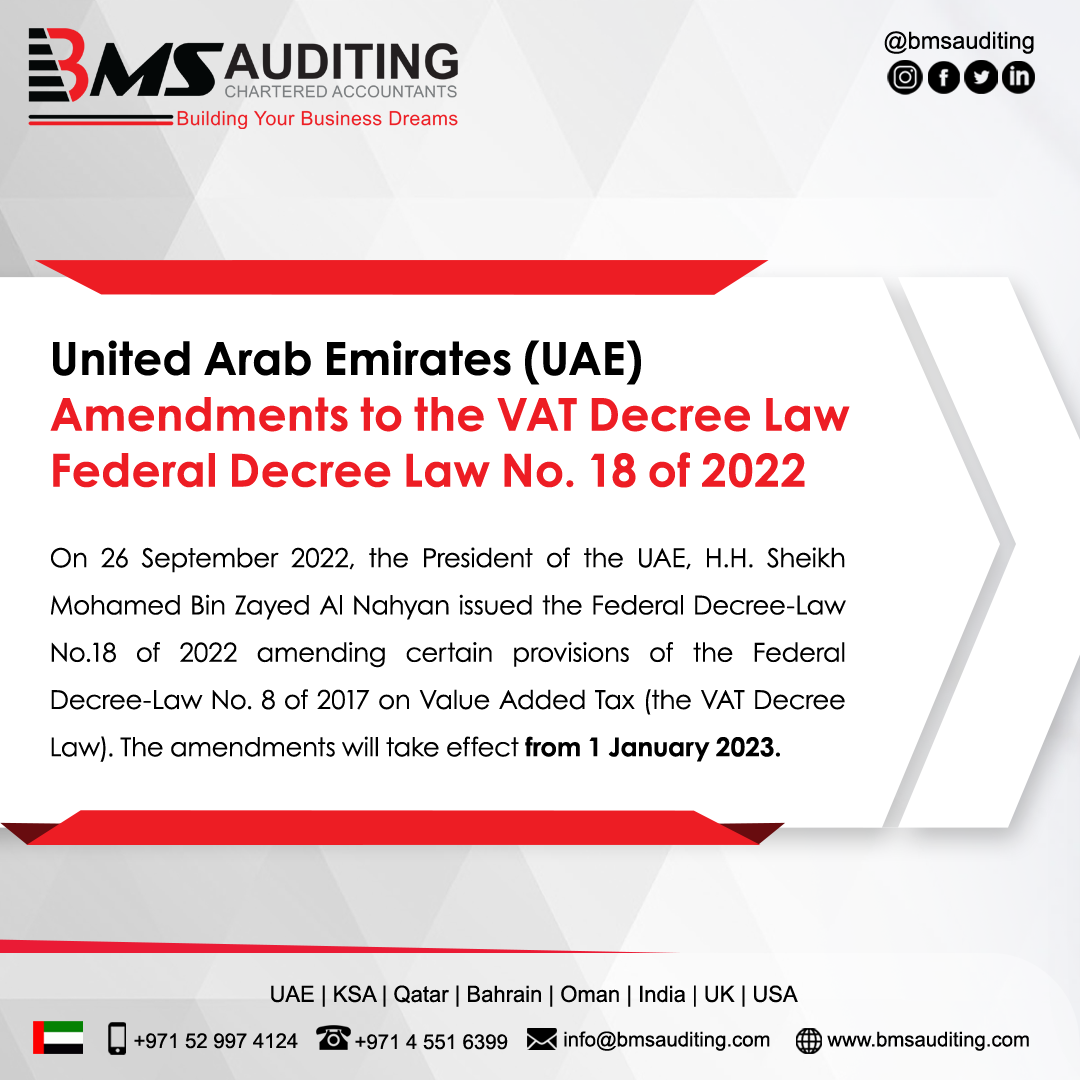 BMS AUDITING
CHARTERED ACCOUNTANTS
Building Your Business Dreams
@bmsauditing
United Arab Emirates (UAE)
Amendments to the VAT Decree Law
Federal Decree Law No. 18 of 2022
On 26 September 2022, the President of the UAE, H.H. Sheikh
Mohamed Bin Zayed Al Nahyan issued the Federal Decree-Law
No.18 of 2022 amending certain provisions of the Federal
Decree-Law No. 8 of 2017 on Value Added Tax (the VAT Decree
Law). The amendments will take effect from 1 January 2023.
UAE | KSA | Qatar | Bahrain | Oman | India | UK | USA
+971 52 997 4124 +971 4 551 6399 info@bmsauditing.com www.bmsauditing.com